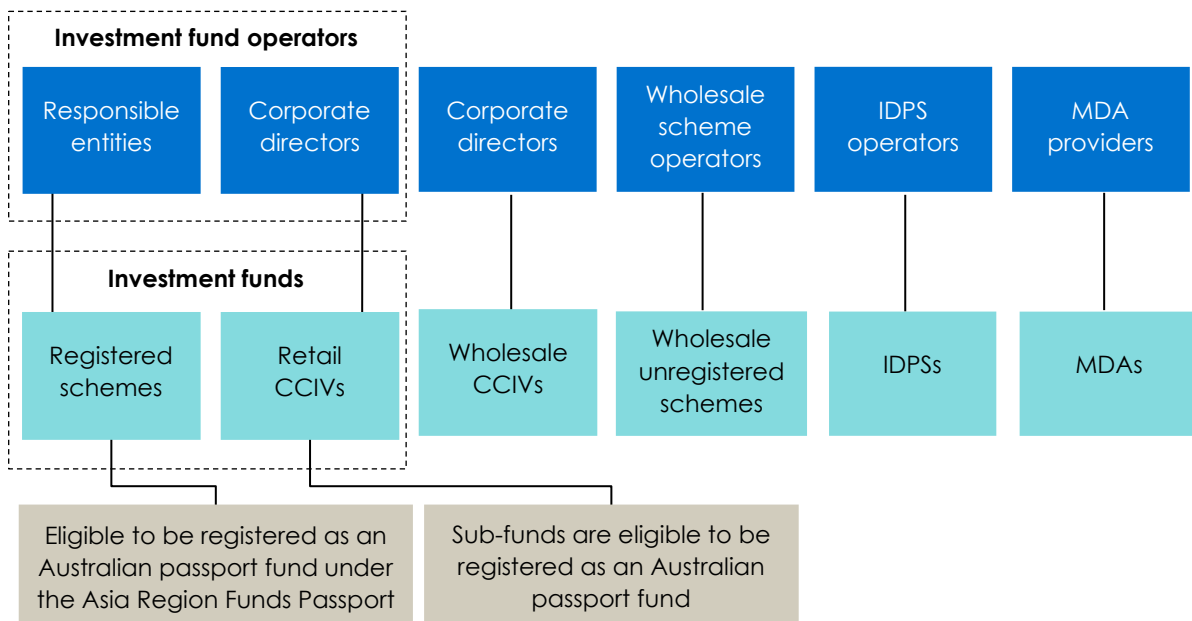 Investment fund operators
Responsible
entities
Corporate
directors
Corporate
directors
Wholesale
scheme
operators
IDPS
operators
MDA
providers
Investment funds
Registered
schemes
Retail
CCIVs
Wholesale
CCIVs
Wholesale
unregistered
schemes
IDPSs
MDAs
Eligible to be registered as an
Australian passport fund under
the Asia Region Funds Passport
Sub-funds are eligible to be
registered as an Australian
passport fund